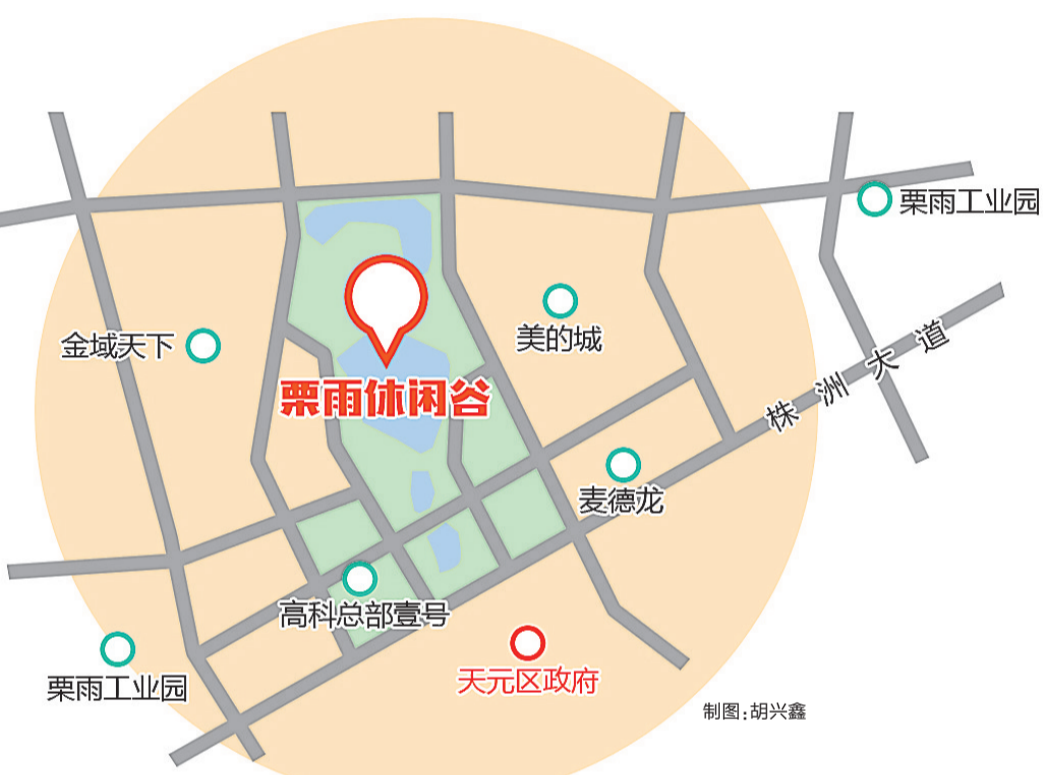 栗雨工业园
美的城
金域天下
株洲大道
栗雨休闲谷
麦德龙
高科总部壹号
天元区政府
栗雨工业园
制图:胡兴鑫